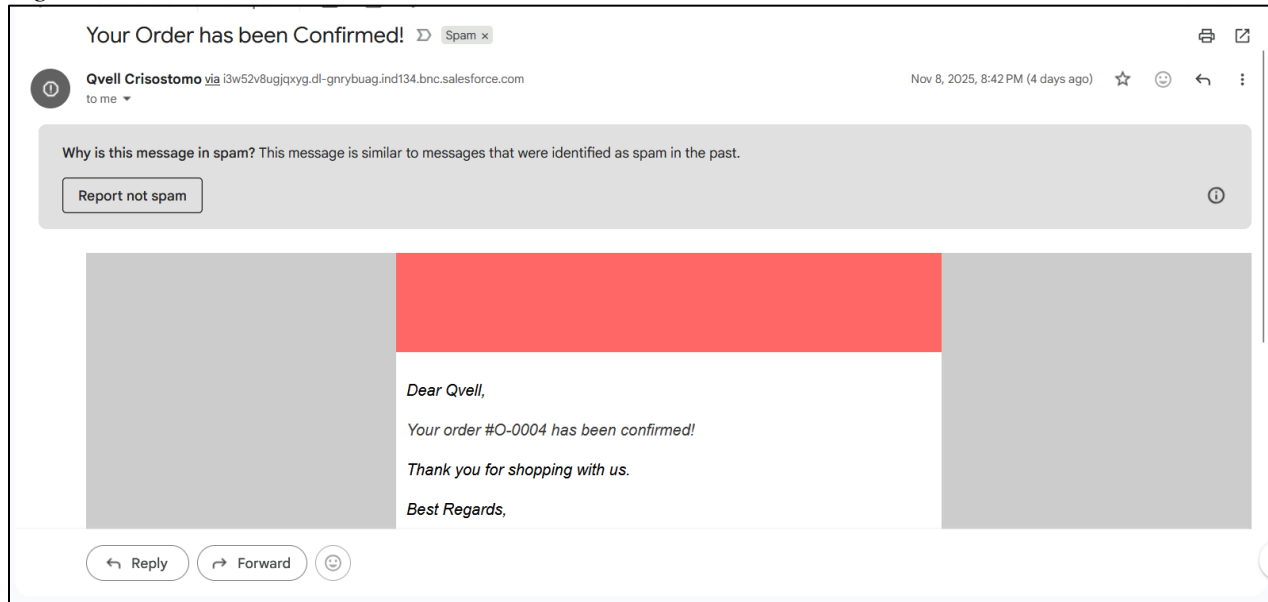 Your Order has been Confirmed! Spam ×
Qvell Crisostomo via i3w52v8ugjqxyg.dl-gnrybuag.ind134.bnc.salesforce.com Nov 8, 2025, 8:42 PM (4 days ago)
to me
Why is this message in spam? This message is similar to messages that were identified as spam in the past.
Report not spam
Dear Qvell,
Your order #O-0004 has been confirmed!
Thank you for shopping with us.
Best Regards,
Reply Forward